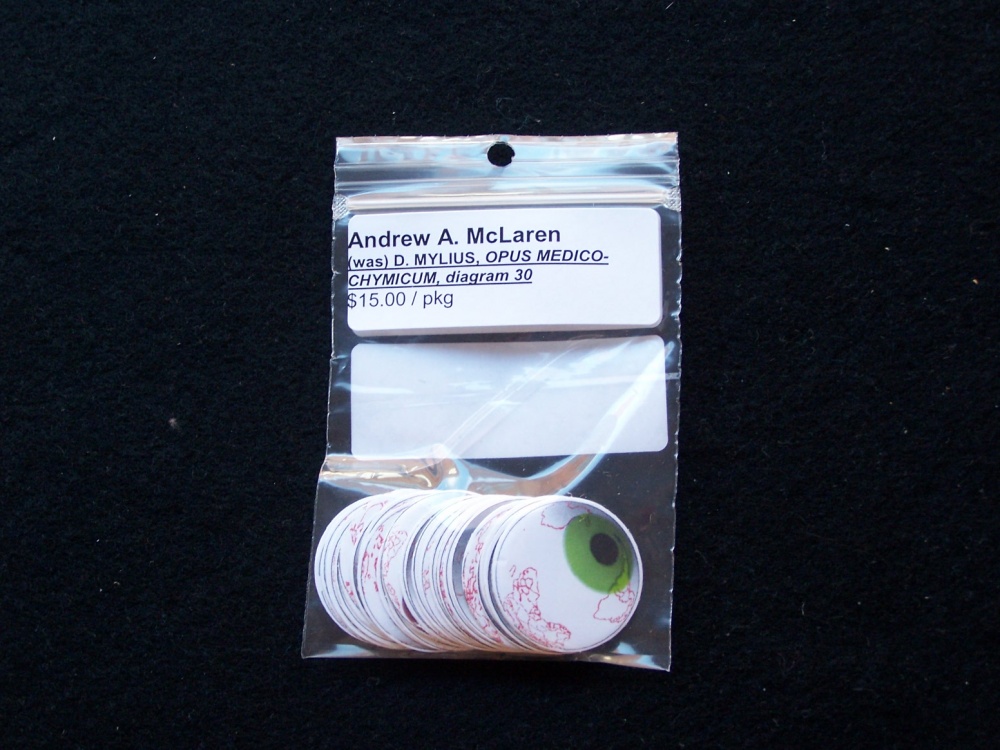 Andrew A. McLaren
(was) D. MYLIUS, OPUS MEDICO-
CHYMICUM, diagram 30
$15.00 / pkg